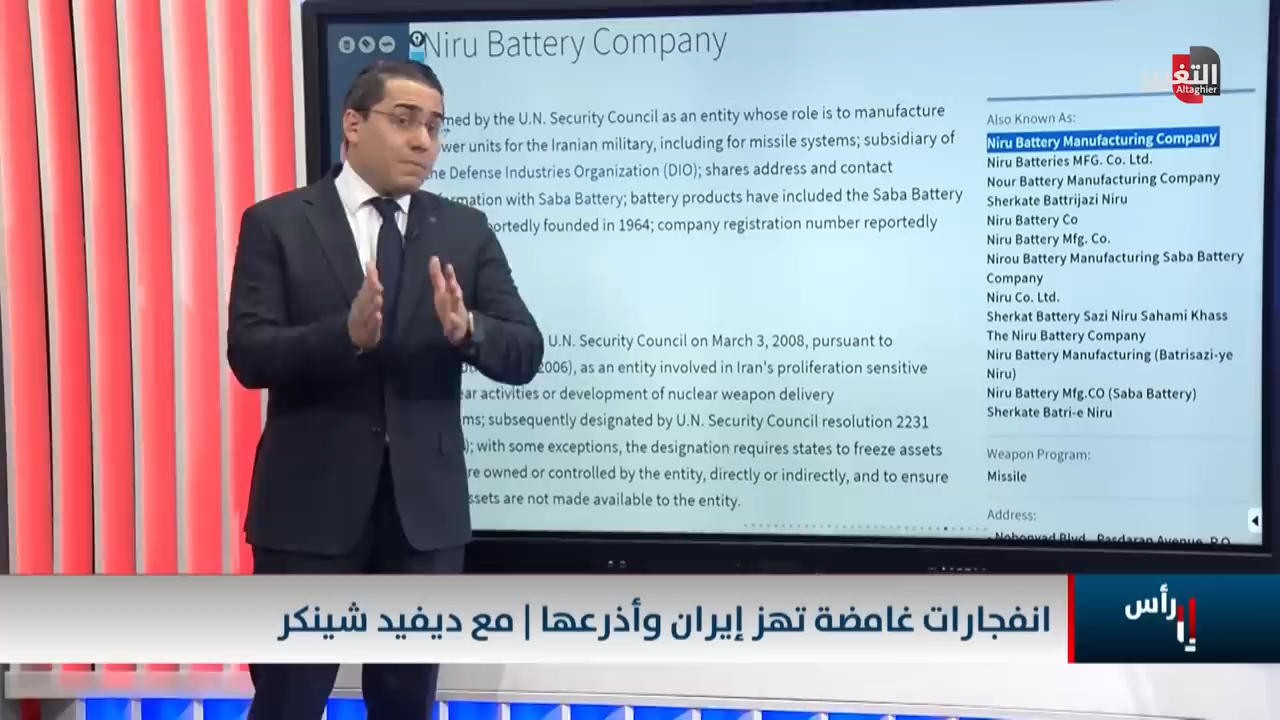 Niru Battery Company
med by the U.N. Security Council as an entity whose role is to manufacture
wer units for the Iranian military, including for missile systems; subsidiary of
he Defense Industries Organization (DIO); shares address and contact
rmation with Saba Battery; battery products have included the Saba Battery
portedly founded in 1964; company registration number reportedly
U.N. Security Council on March 3, 2008, pursuant to
2006), as an entity involved in Iran's proliferation sensitive
ar activities or development of nuclear weapon delivery
ms; subsequently designated by U.N. Security Council resolution 2231
); with some exceptions, the designation requires states to freeze assets
re owned or controlled by the entity, directly or indirectly, and to ensure
ssets are not made available to the entity.
التغيير
Altaghier
Also Known As:
Niru Battery Manufacturing Company
Niru Batteries MFG. Co. Ltd.
Nour Battery Manufacturing Company
Sherkate Battrijazi Niru
Niru Battery Co
Niru Battery Mfg. Co.
Nirou Battery Manufacturing Saba Battery
Company
Niru Co. Ltd.
Sherkat Battery Sazi Niru Sahami Khass
The Niru Battery Company
Niru Battery Manufacturing (Batrisazi-ye
Niru)
Niru Battery Mfg.CO (Saba Battery)
Sherkate Batri-e Niru
Weapon Program:
Missile
Address:
- Nobonyad Blvd., Pasdaran Avenue, P.O.
انفجارات غامضة تهز إيران وأذرعها | مع ديفيد شينكر
رأس